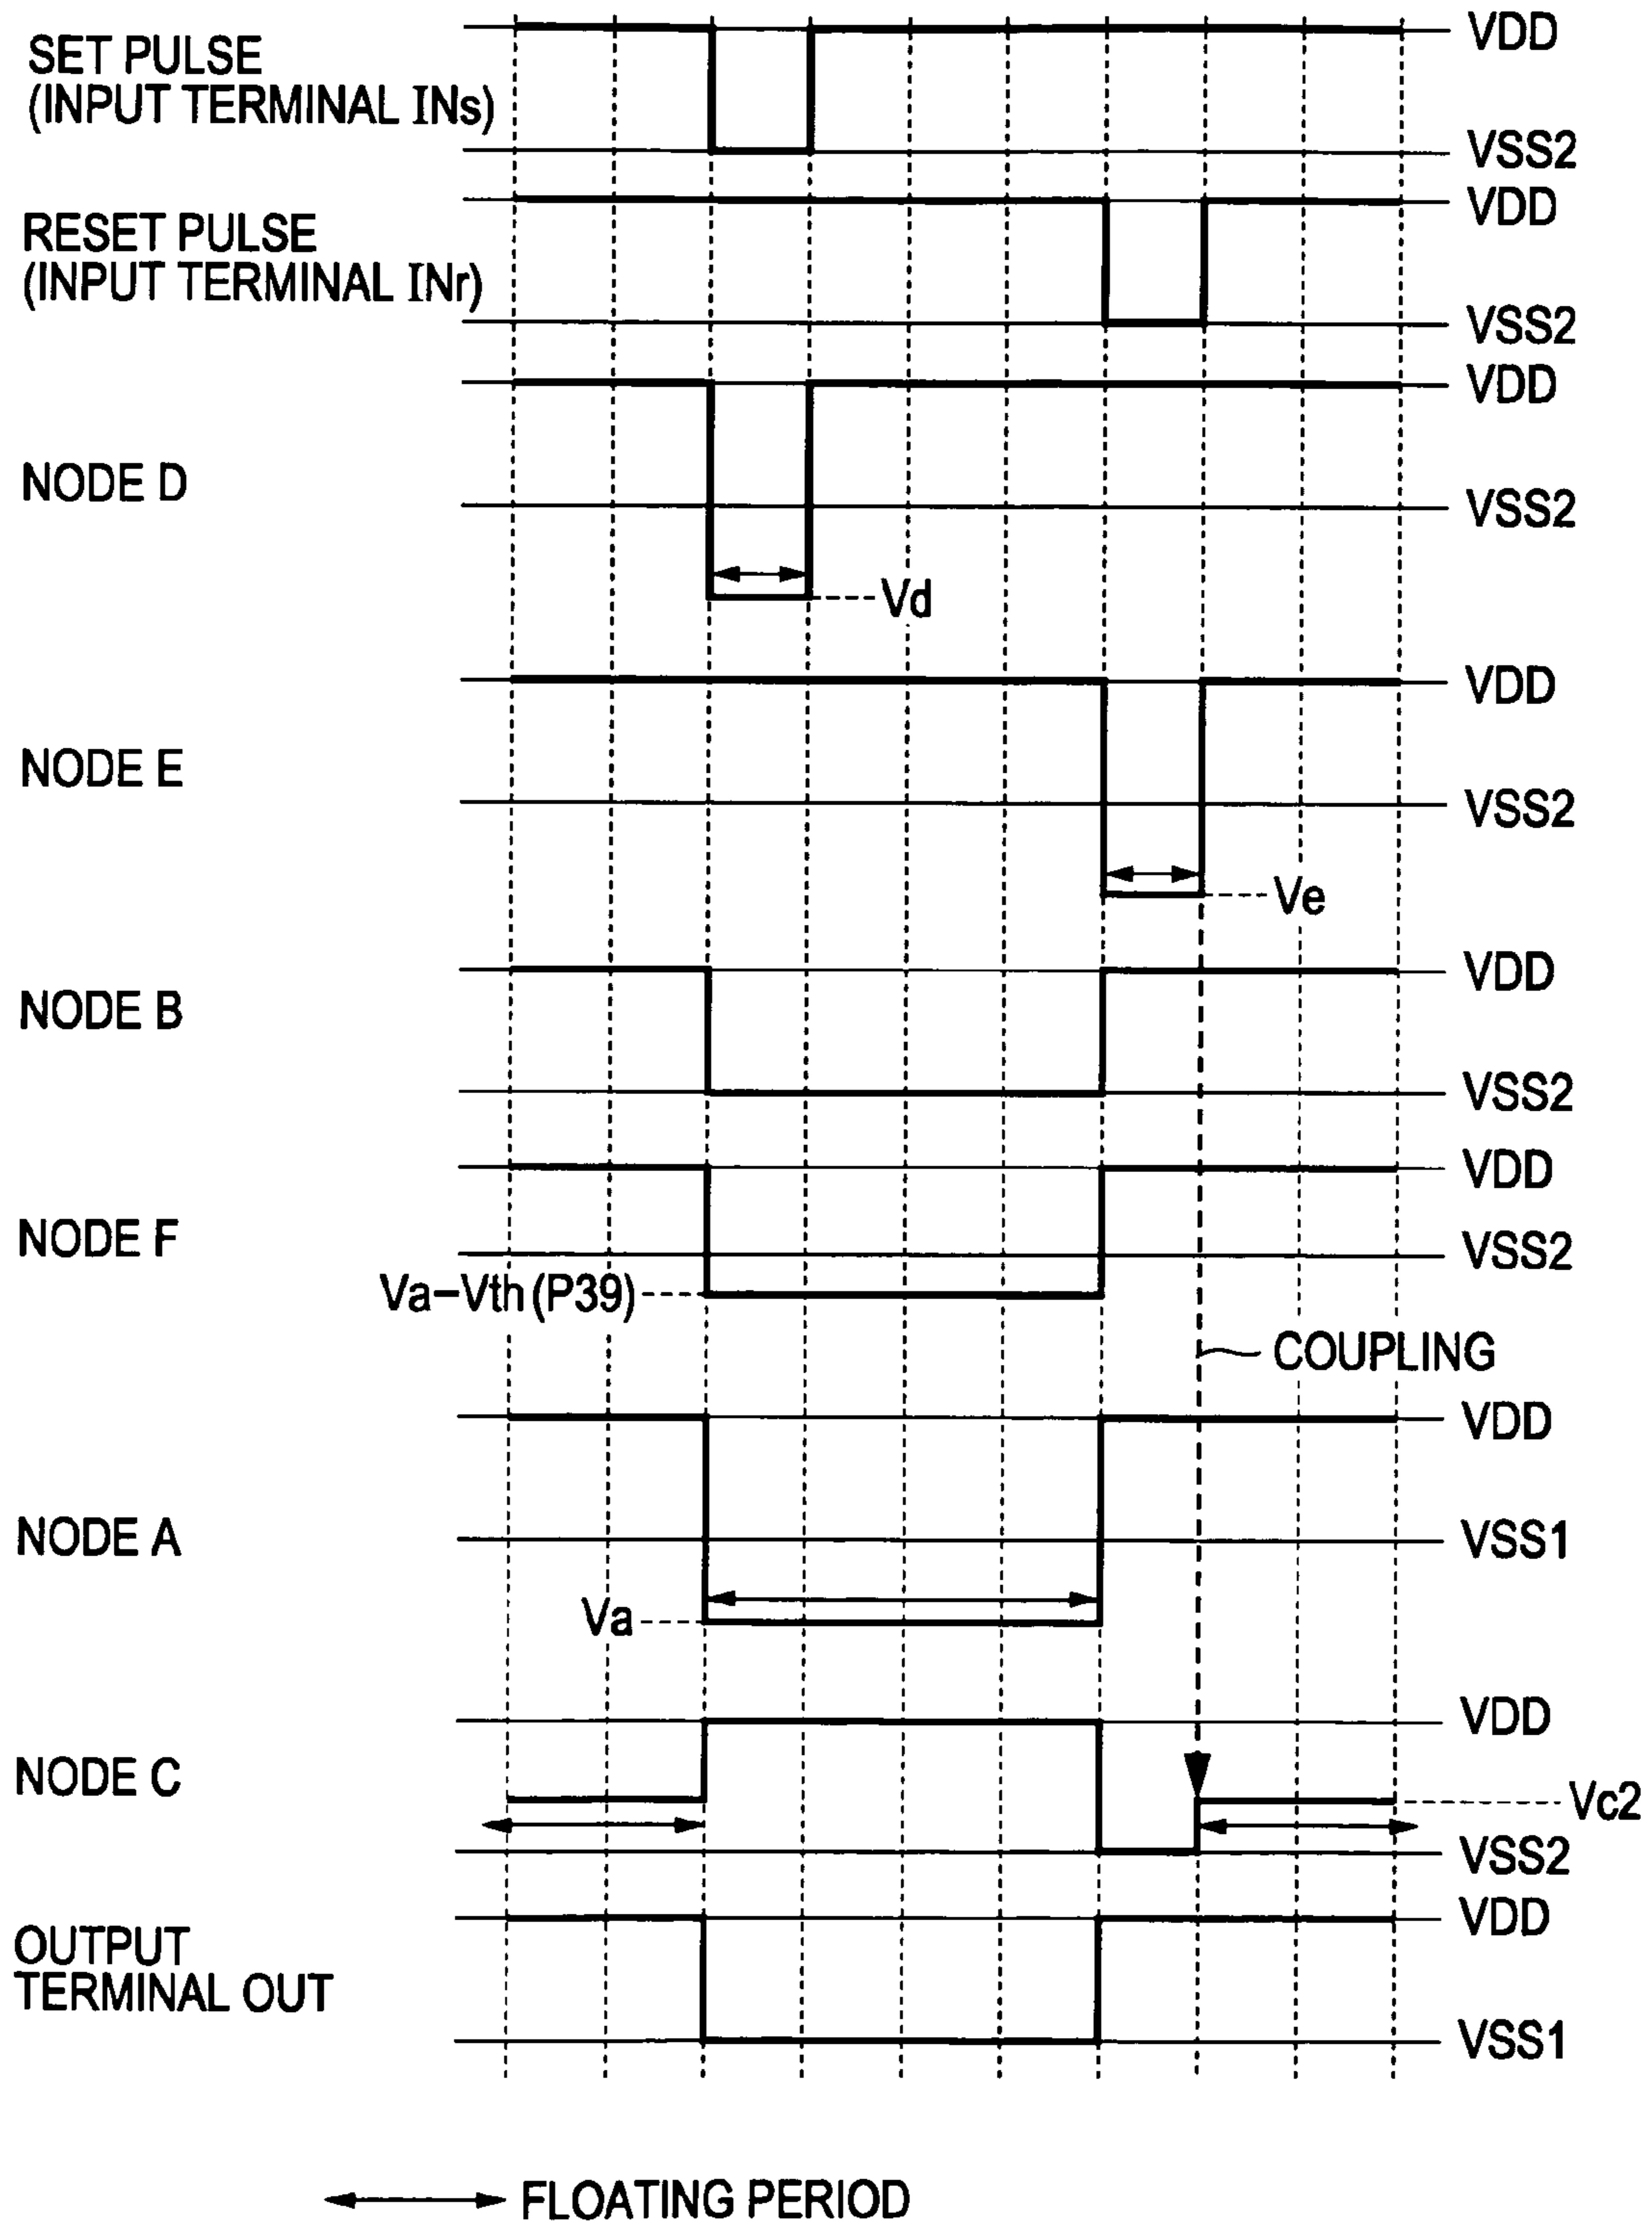 SET PULSE
(INPUT TERMINAL INs)
VDD
VSS2
RESET PULSE
(INPUT TERMINAL INr)
VDD
VSS2
NODE D
VDD
VSS2
Vd
NODE E
VDD
VSS2
Ve
NODE B
VDD
VSS2
NODE F
VDD
VSS2
Va-Vth (P39)
COUPLING
NODE A
VDD
VSS1
Va
NODE C
VDD
Vc2
VSS2
OUTPUT
TERMINAL OUT
VDD
VSS1
FLOATING PERIOD